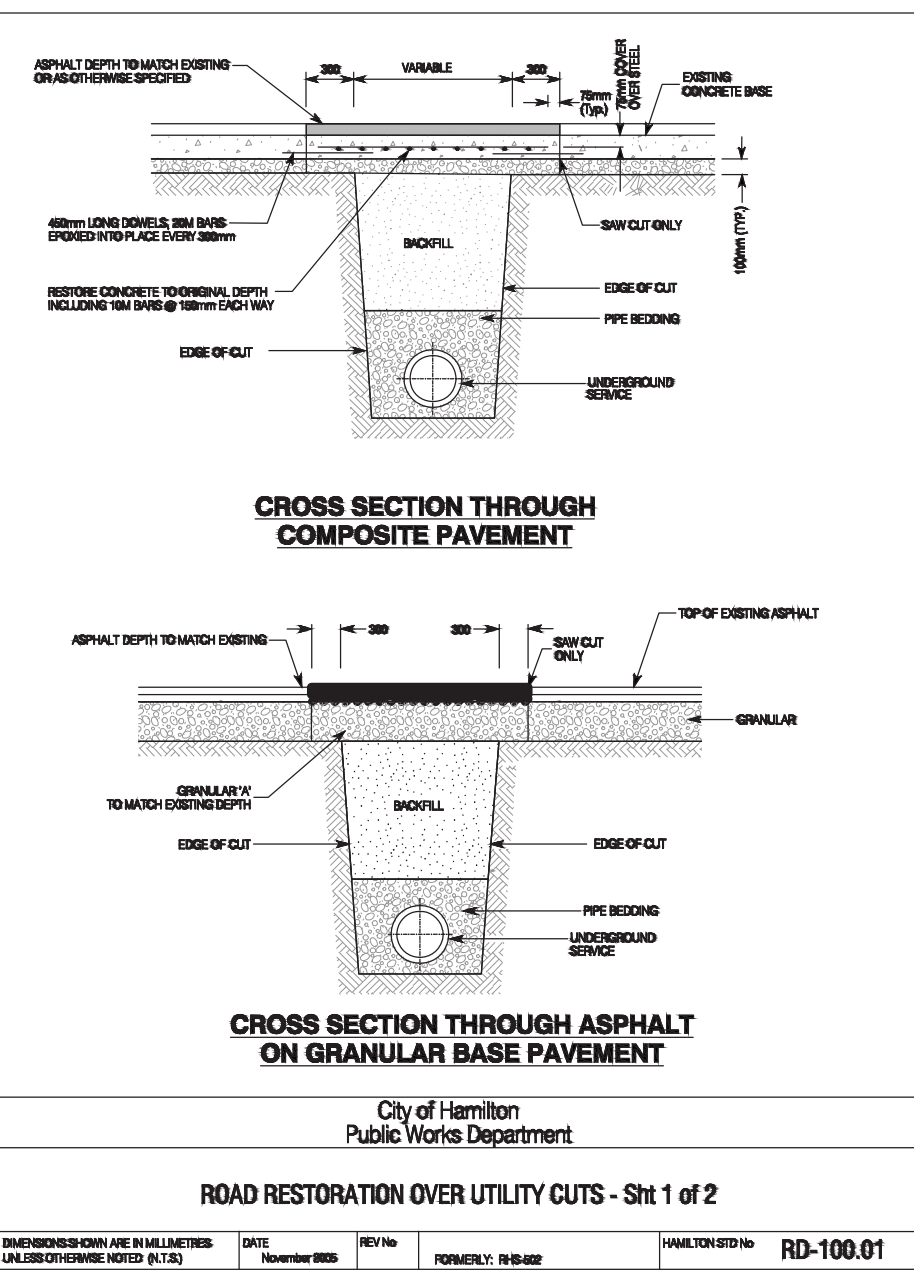 ASPHALT DEPTH TO MATCH EXISTING
OR AS OTHERWISE SPECIFIED
300
VARIABLE
300
75mm
(Typ.)
75mm COVER
OVER STEEL
EXISTING
CONCRETE BASE
450mm LONG DOWELS, 20M BARS
EPOXIED INTO PLACE EVERY 300mm
BACKFILL
SAW CUT ONLY
100mm (TYP.)
RESTORE CONCRETE TO ORIGINAL DEPTH
INCLUDING 10M BARS @ 150mm EACH WAY
EDGE OF CUT
PIPE BEDDING
EDGE OF CUT
UNDERGROUND
SERVICE
CROSS SECTION THROUGH
COMPOSITE PAVEMENT
TOP OF EXISTING ASPHALT
ASPHALT DEPTH TO MATCH EXISTING
300
300
SAW CUT
ONLY
GRANULAR
GRANULAR 'A'
TO MATCH EXISTING DEPTH
BACKFILL
EDGE OF CUT
EDGE OF CUT
PIPE BEDDING
UNDERGROUND
SERVICE
CROSS SECTION THROUGH ASPHALT
ON GRANULAR BASE PAVEMENT
City of Hamilton
Public Works Department
ROAD RESTORATION OVER UTILITY CUTS - Sht 1 of 2
DIMENSIONS SHOWN ARE IN MILLIMETRES
UNLESS OTHERWISE NOTED (N.T.S.)
DATE
November 2005
REV No
FORMERLY: RHS-502
HAMILTON STD No
RD-100.01